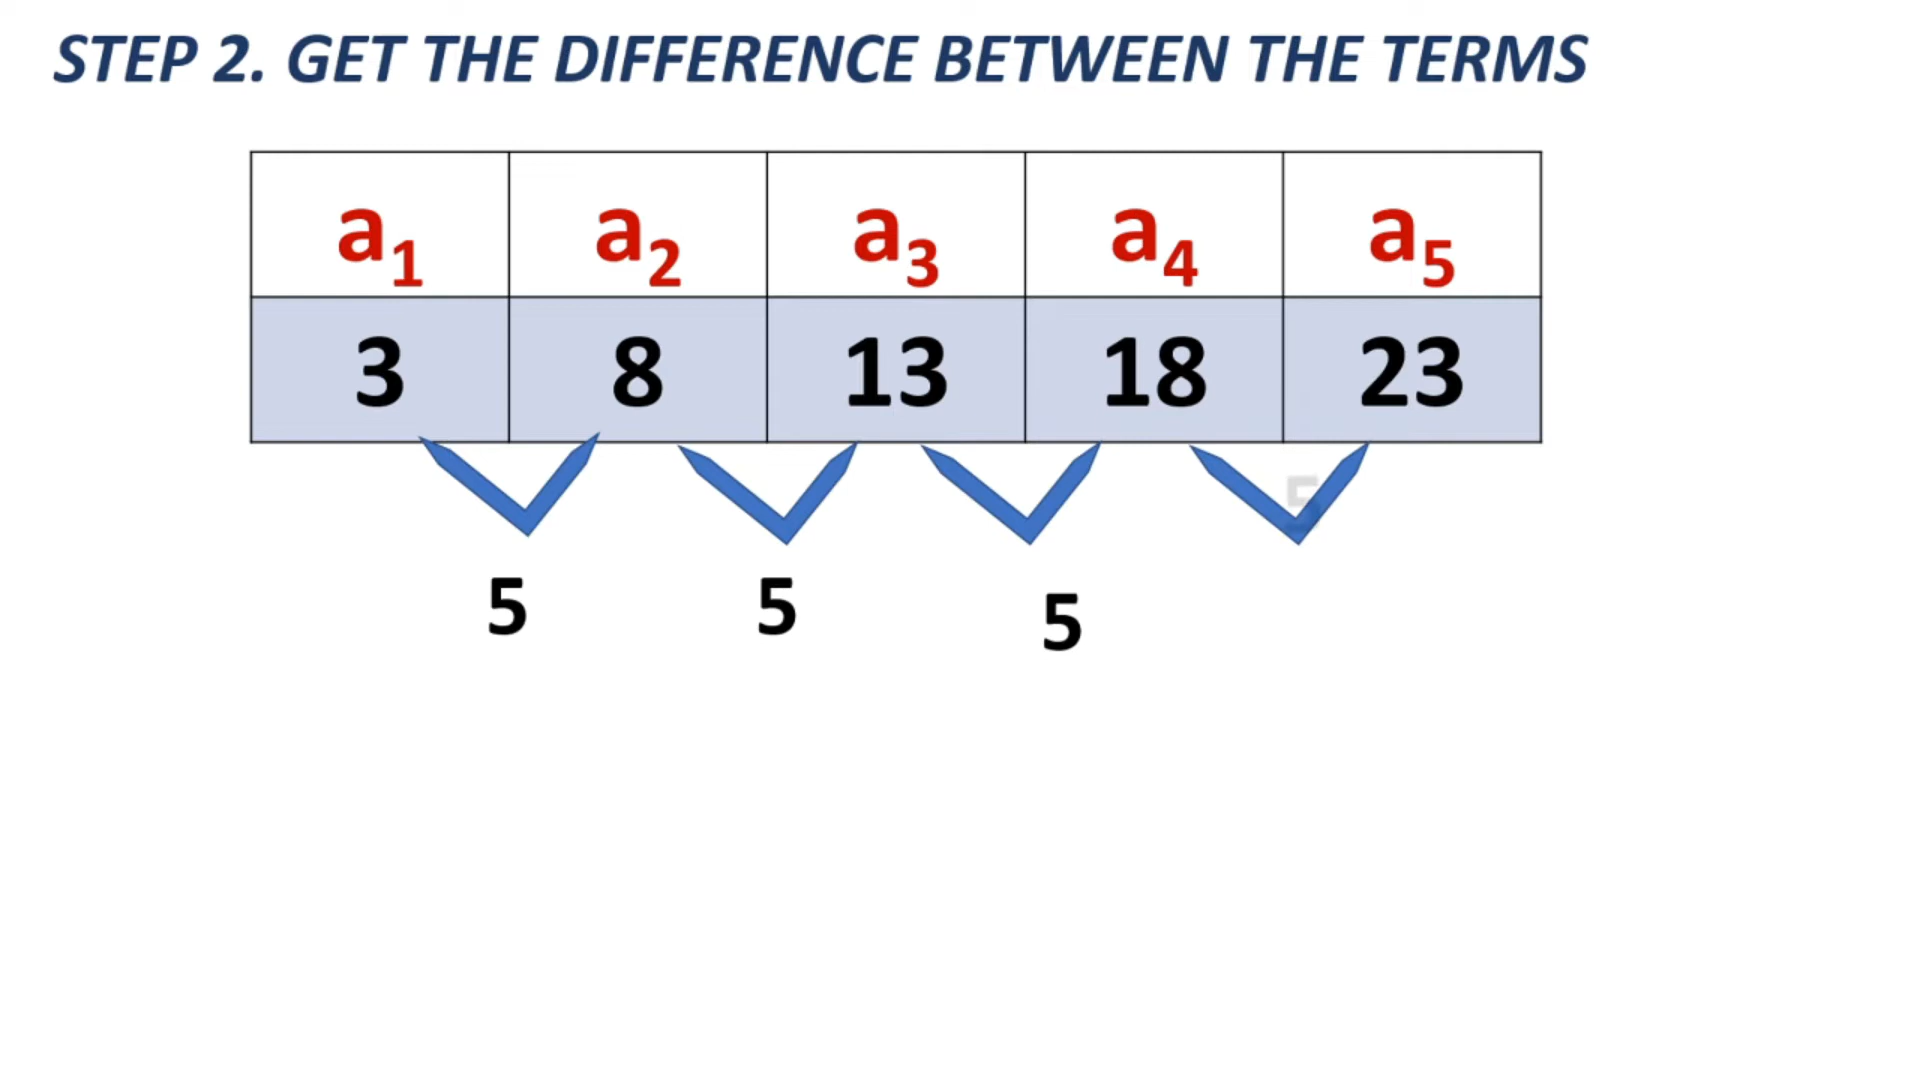 STEP 2. GET THE DIFFERENCE BETWEEN THE TERMS
a₁ a₂ a₃ a₄ a₅
3 8 13 18 23
5
5 5 5